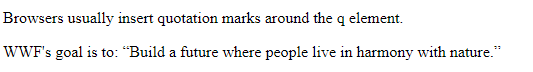 Browsers usually insert quotation marks around the q element.
WWF's goal is to: “Build a future where people live in harmony with nature.”